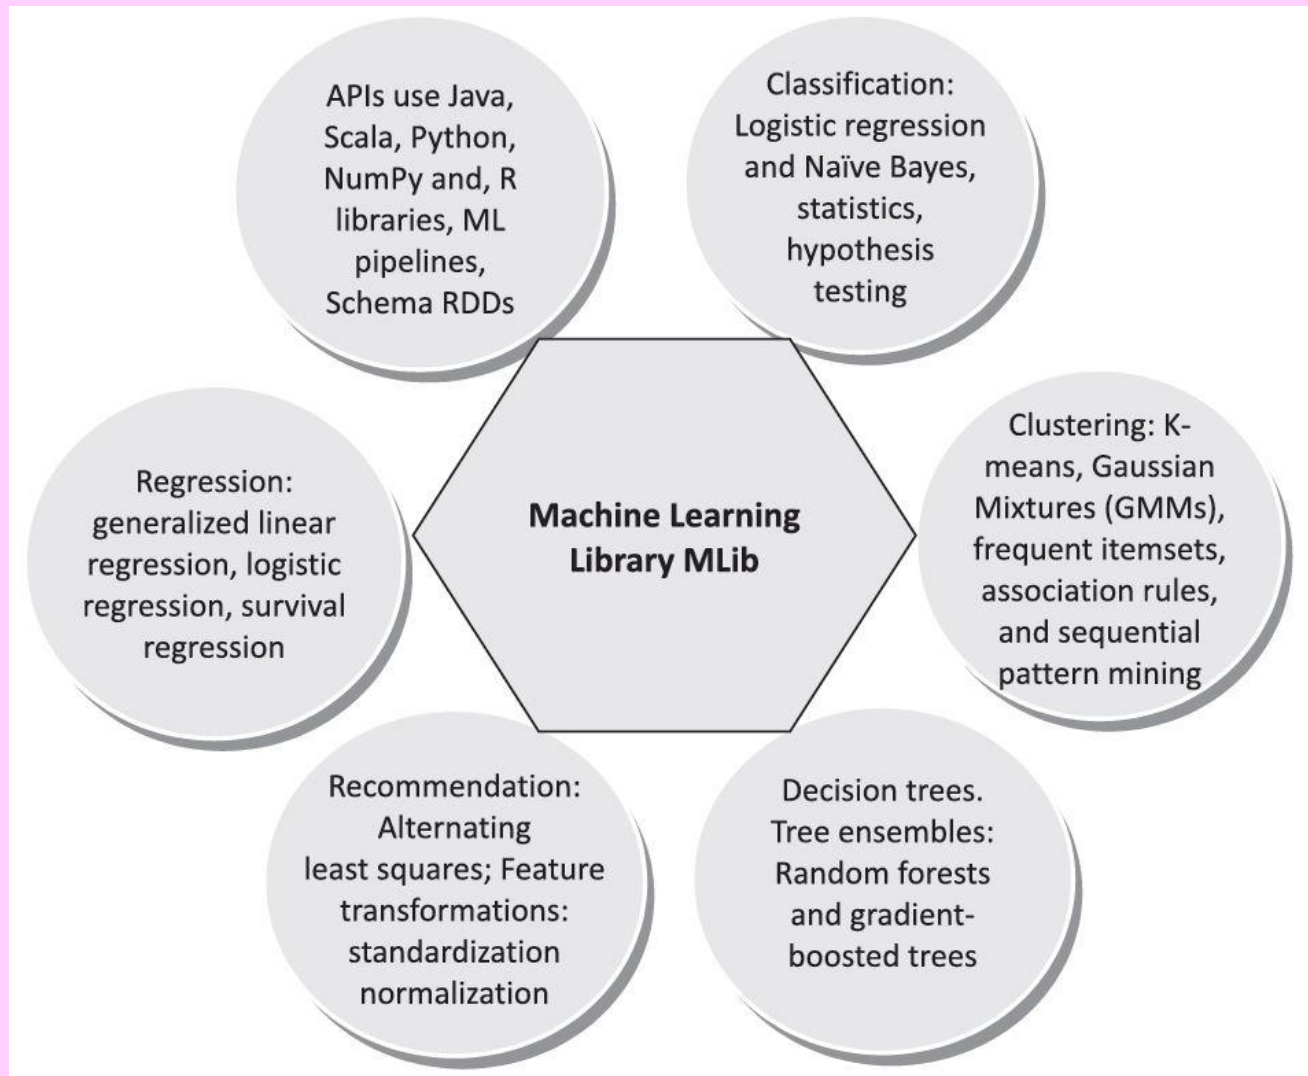 APIs use Java,
Scala, Python,
NumPy and, R
libraries, ML
pipelines,
Schema RDDs
Classification:
Logistic regression
and Naïve Bayes,
statistics,
hypothesis
testing
Regression:
generalized linear
regression, logistic
regression, survival
regression
Machine Learning
Library MLib
Clustering: K-
means, Gaussian
Mixtures (GMMs),
frequent itemsets,
association rules,
and sequential
pattern mining
Recommendation:
Alternating
least squares; Feature
transformations:
standardization
normalization
Decision trees.
Tree ensembles:
Random forests
and gradient-
boosted trees